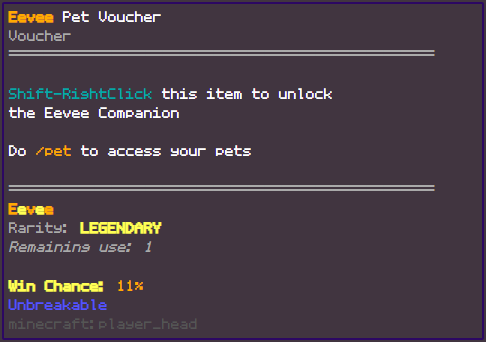 Eevee Pet Voucher
Voucher
Shift-RightClick this item to unlock
the Eevee Companion
Do /pet to access your pets
Eevee
Rarity: LEGENDARY
Remaining use: 1
Win Chance: 11%
Unbreakable
minecraft:player_head